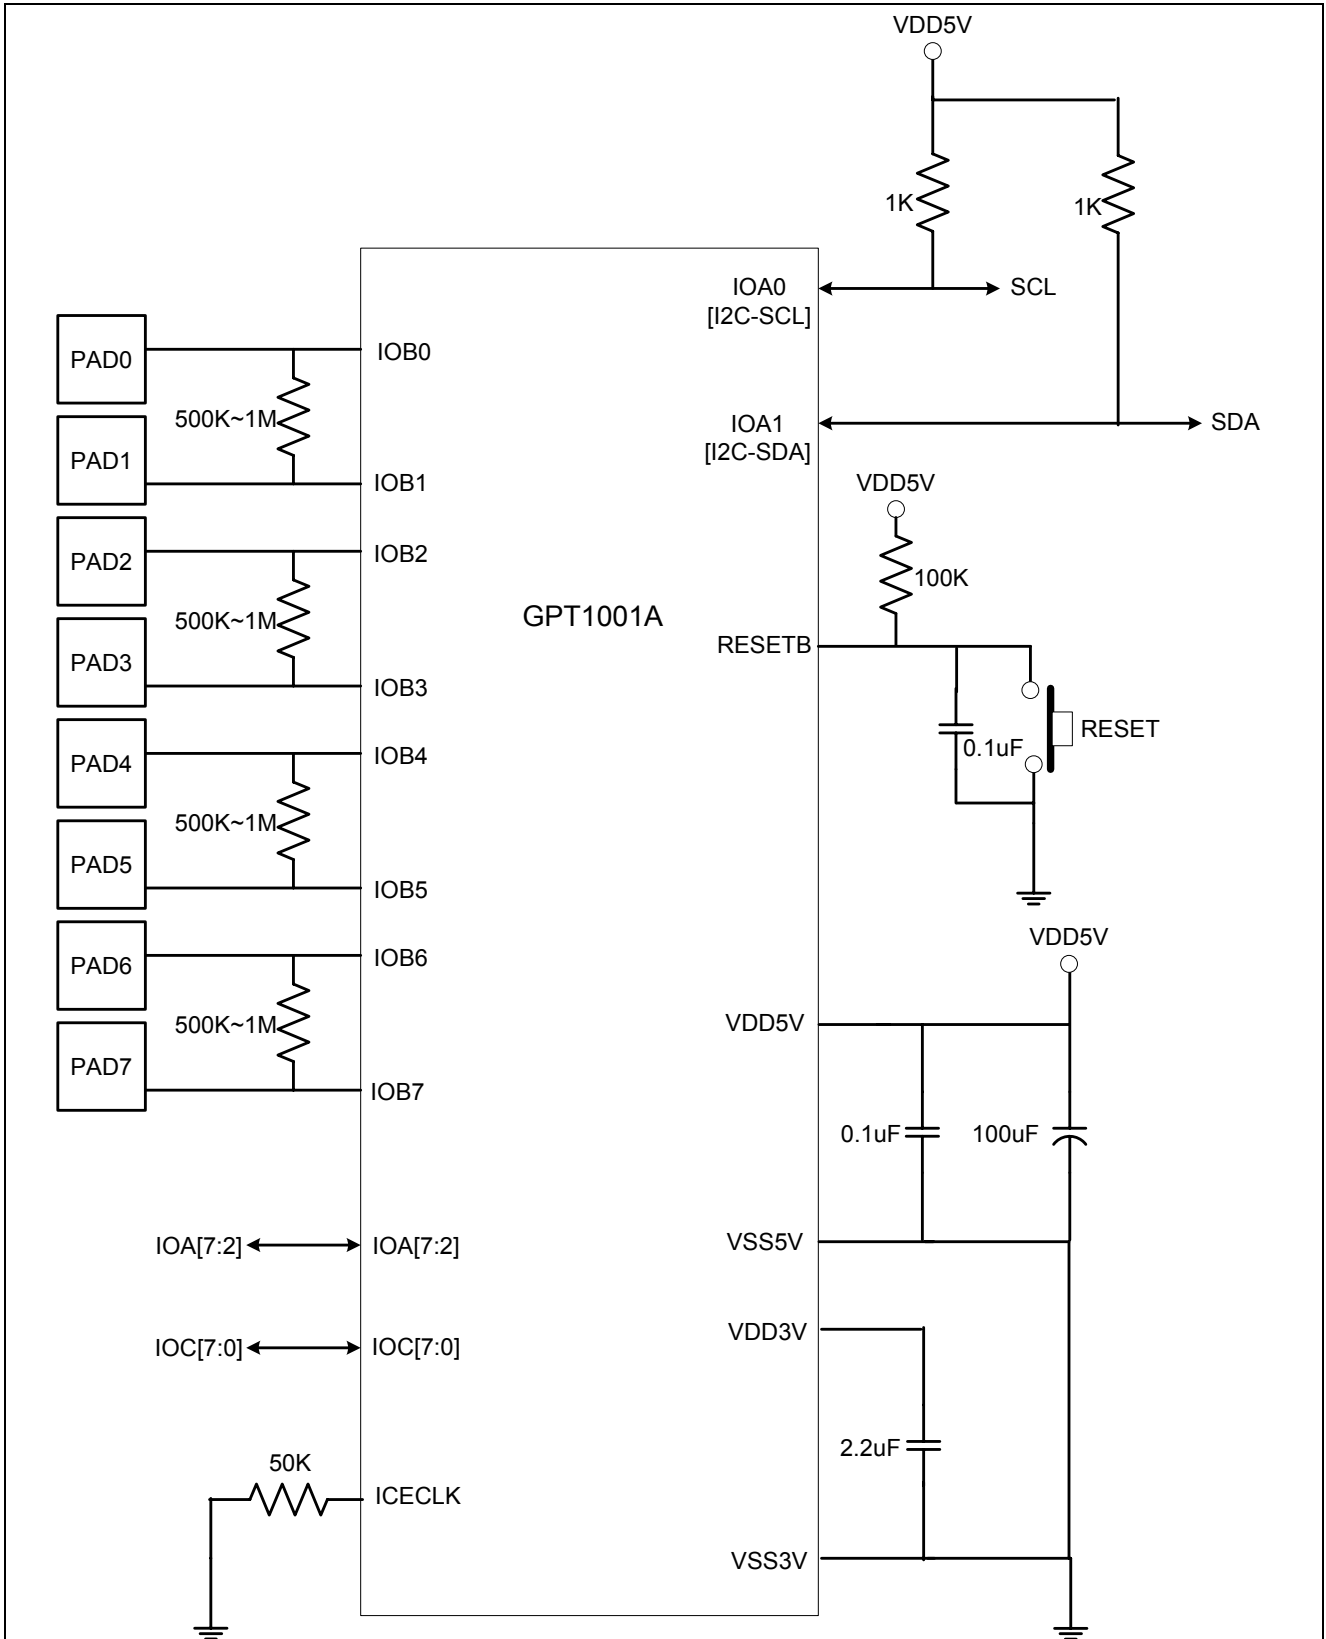 VDD5V
1K
1K
IOA0
[I2C-SCL]
SCL
PAD0
IOB0
500K~1M
PAD1
IOB1
IOA1
[I2C-SDA]
SDA
VDD5V
PAD2
IOB2
100K
500K~1M
GPT1001A
PAD3
IOB3
RESETB
0.1uF
RESET
PAD4
IOB4
500K~1M
PAD5
IOB5
VDD5V
PAD6
IOB6
500K~1M
VDD5V
PAD7
IOB7
0.1uF
100uF
IOA[7:2]
IOA[7:2]
VSS5V
IOC[7:0]
IOC[7:0]
VDD3V
2.2uF
50K
ICECLK
VSS3V